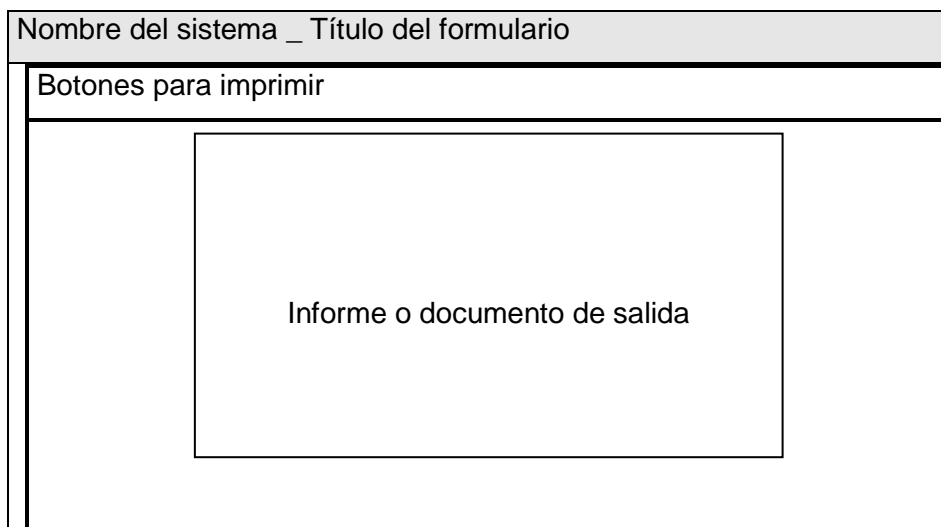 Nombre del sistema _ Título del formulario
Botones para imprimir
Informe o documento de salida